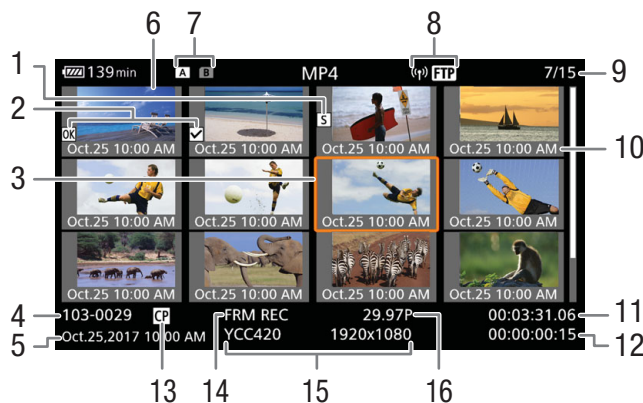 6
7
8
1
139min
A
B
MP4
FTP
7/15
9
2
S
OK
Oct.25 10:00 AM
Oct.25 10:00 AM
Oct.25 10:00 AM
Oct.25 10:00 AM
10
3
Oct.25 10:00 AM
Oct.25 10:00 AM
Oct.25 10:00 AM
Oct.25 10:00 AM
4
103-0029
CP
FRM REC
29.97P
00:03:31.06
11
5
Oct.25,2017 10:00 AM
YCC420
1920x1080
00:00:00:15
12
13
14
15
16